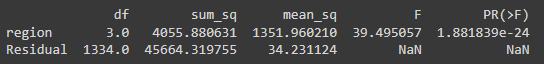 df sum_sq mean_sq F PR(>F)
region 3.0 4055.880631 1351.960210 39.495057 1.881839e-24
Residual 1334.0 45664.319755 34.231124 NaN NaN